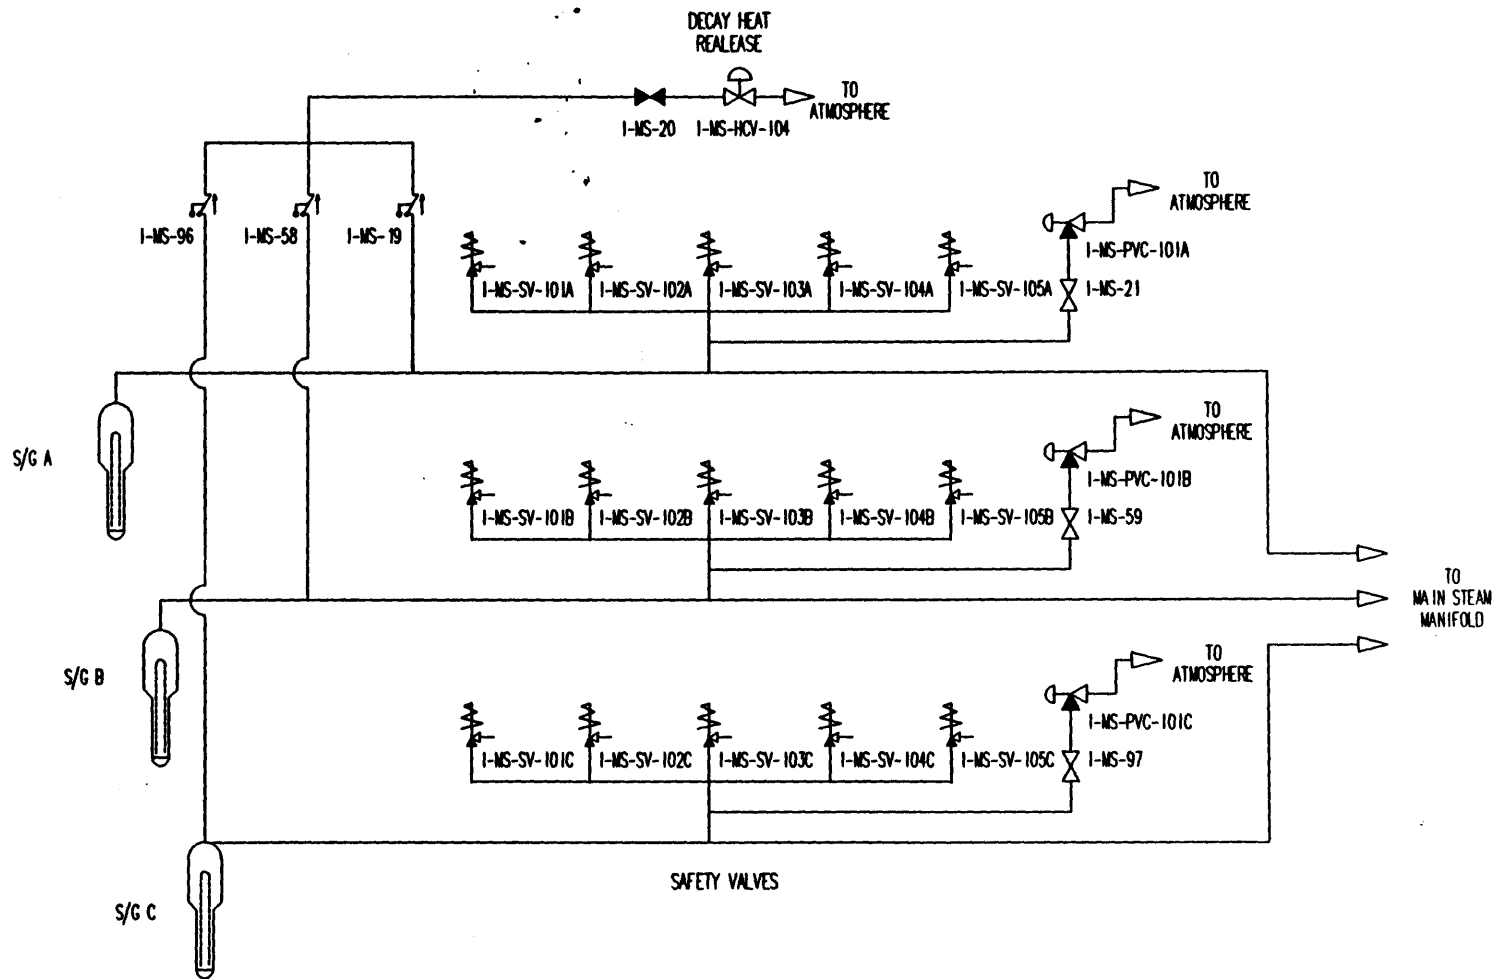 DECAY HEAT
REALEASE
TO
ATMOSPHERE
1-MS-20
1-MS-HCV-104
TO
ATMOSPHERE
1-MS-96
1-MS-58
1-MS-19
1-MS-PVC-101A
1-MS-SV-101A
1-MS-SV-102A
1-MS-SV-103A
1-MS-SV-104A
1-MS-SV-105A
1-MS-21
TO
ATMOSPHERE
S/G A
1-MS-PVC-101B
1-MS-SV-101B
1-MS-SV-102B
1-MS-SV-103B
1-MS-SV-104B
1-MS-SV-105B
1-MS-59
TO
MAIN STEAM
MANIFOLD
S/G B
TO
ATMOSPHERE
1-MS-PVC-101C
1-MS-SV-101C
1-MS-SV-102C
1-MS-SV-103C
1-MS-SV-104C
1-MS-SV-105C
1-MS-97
SAFETY VALVES
S/G C